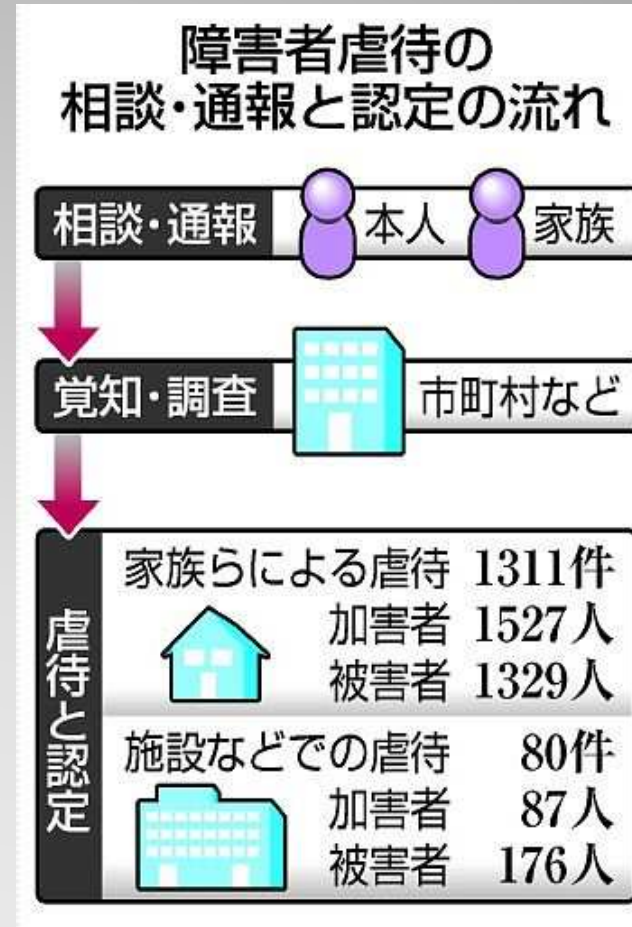 障害者虐待の
相談・通報と認定の流れ
相談・通報 本人 家族
覚知・調査 市町村など
虐待と認定
家族らによる虐待 1311件
加害者 1527人
被害者 1329人
施設などでの虐待 80件
加害者 87人
被害者 176人